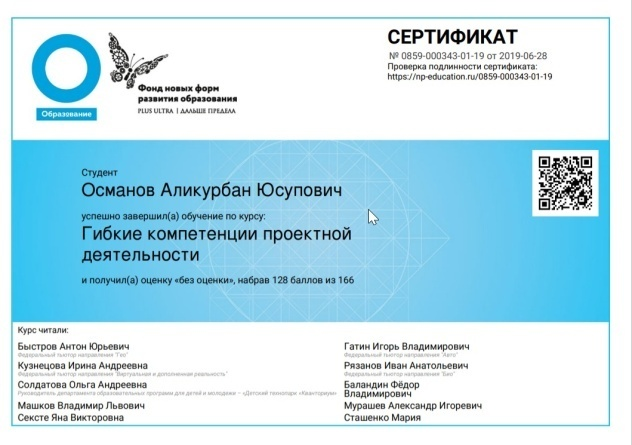 СЕРТИФИКАТ
№ 0859-000343-01-19 от 2019-06-28
Проверка подлинности сертификата:
https://np-education.ru/0859-000343-01-19
Образование
Фонд новых форм
развития образования
PLUS ULTRA | ДАЛЬШЕ ПРЕДЕЛА
Студент
Османов Аликурбан Юсупович
успешно завершил(а) обучение по курсу:
Гибкие компетенции проектной
деятельности
и получил(а) оценку «без оценки», набрав 128 баллов из 166
Курс читали:
Быстров Антон Юрьевич
Федеральный тьютор направления "Гео"
Кузнецова Ирина Андреевна
Федеральный тьютор направления "Виртуальная и дополненная реальность"
Солдатова Ольга Андреевна
Руководитель департамента образовательных программ для детей и молодежи – «Детский технопарк «Кванториум»
Машков Владимир Львович
Сексте Яна Викторовна
Гатин Игорь Владимирович
Федеральный тьютор направления "Авто"
Рязанов Иван Анатольевич
Федеральный тьютор направления "Био"
Баландин Фёдор
Владимирович
Мурашев Александр Игоревич
Сташенко Мария